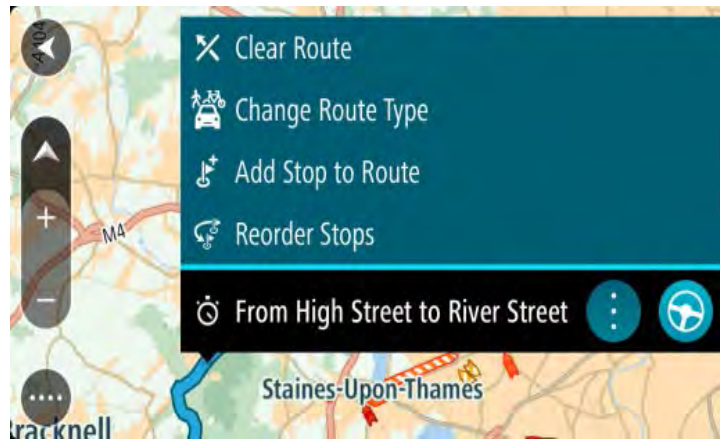 A104
Clear Route
Change Route Type
Add Stop to Route
Reorder Stops
M4
From High Street to River Street
Staines-Upon-Thames
racknell